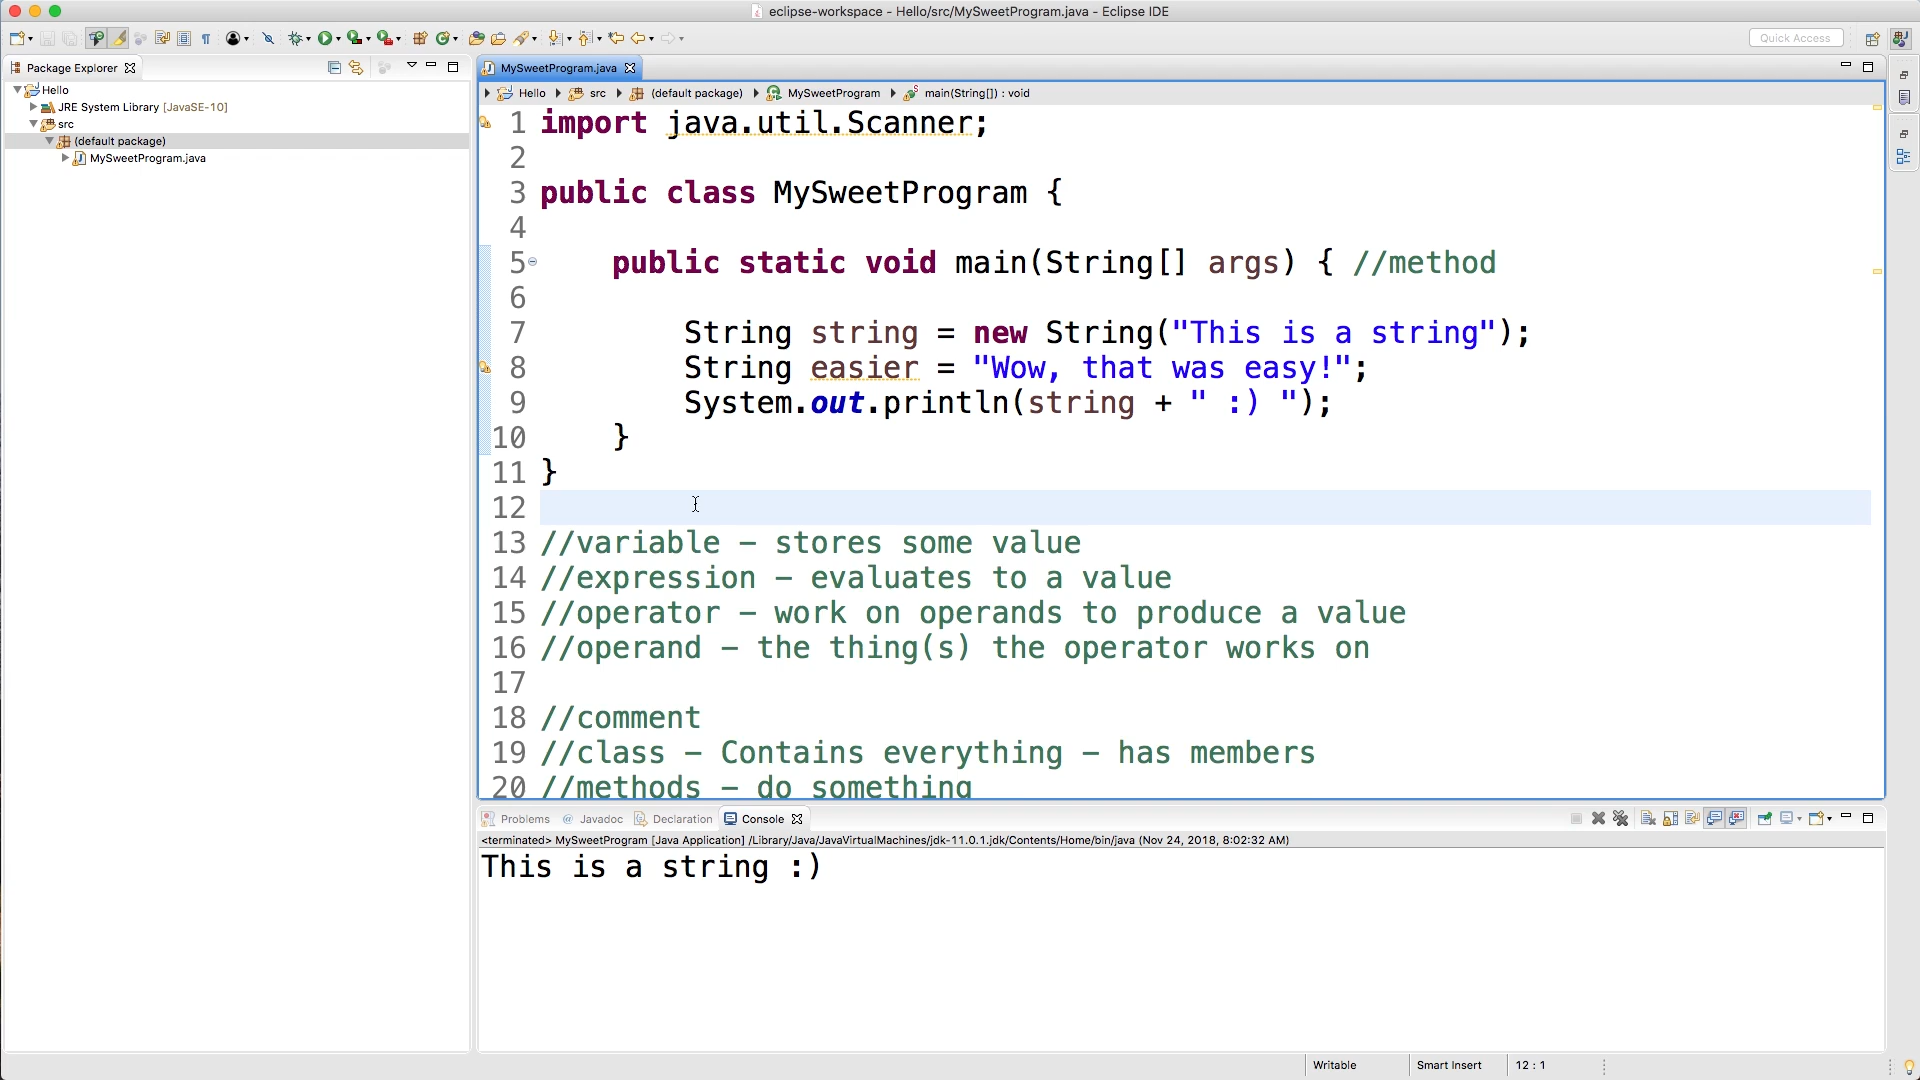 eclipse-workspace - Hello/src/MySweetProgram.java - Eclipse IDE
Quick Access
Package Explorer
MySweetProgram.java
Hello
JRE System Library [JavaSE-10]
src
(default package)
MySweetProgram.java
Hello src (default package) MySweetProgram main(String[]) : void
1 import java.util.Scanner;
2
3 public class MySweetProgram {
4
5 public static void main(String[] args) { //method
6
7 String string = new String("This is a string");
8 String easier = "Wow, that was easy!";
9 System.out.println(string + " :) ");
10 }
11 }
12
13 //variable – stores some value
14 //expression – evaluates to a value
15 //operator – work on operands to produce a value
16 //operand – the thing(s) the operator works on
17
18 //comment
19 //class – Contains everything – has members
20 //methods – do something
Problems @ Javadoc Declaration Console
<terminated> MySweetProgram [Java Application] /Library/Java/JavaVirtualMachines/jdk-11.0.1.jdk/Contents/Home/bin/java (Nov 24, 2018, 8:02:32 AM)
This is a string :)
Writable Smart Insert 12 : 1